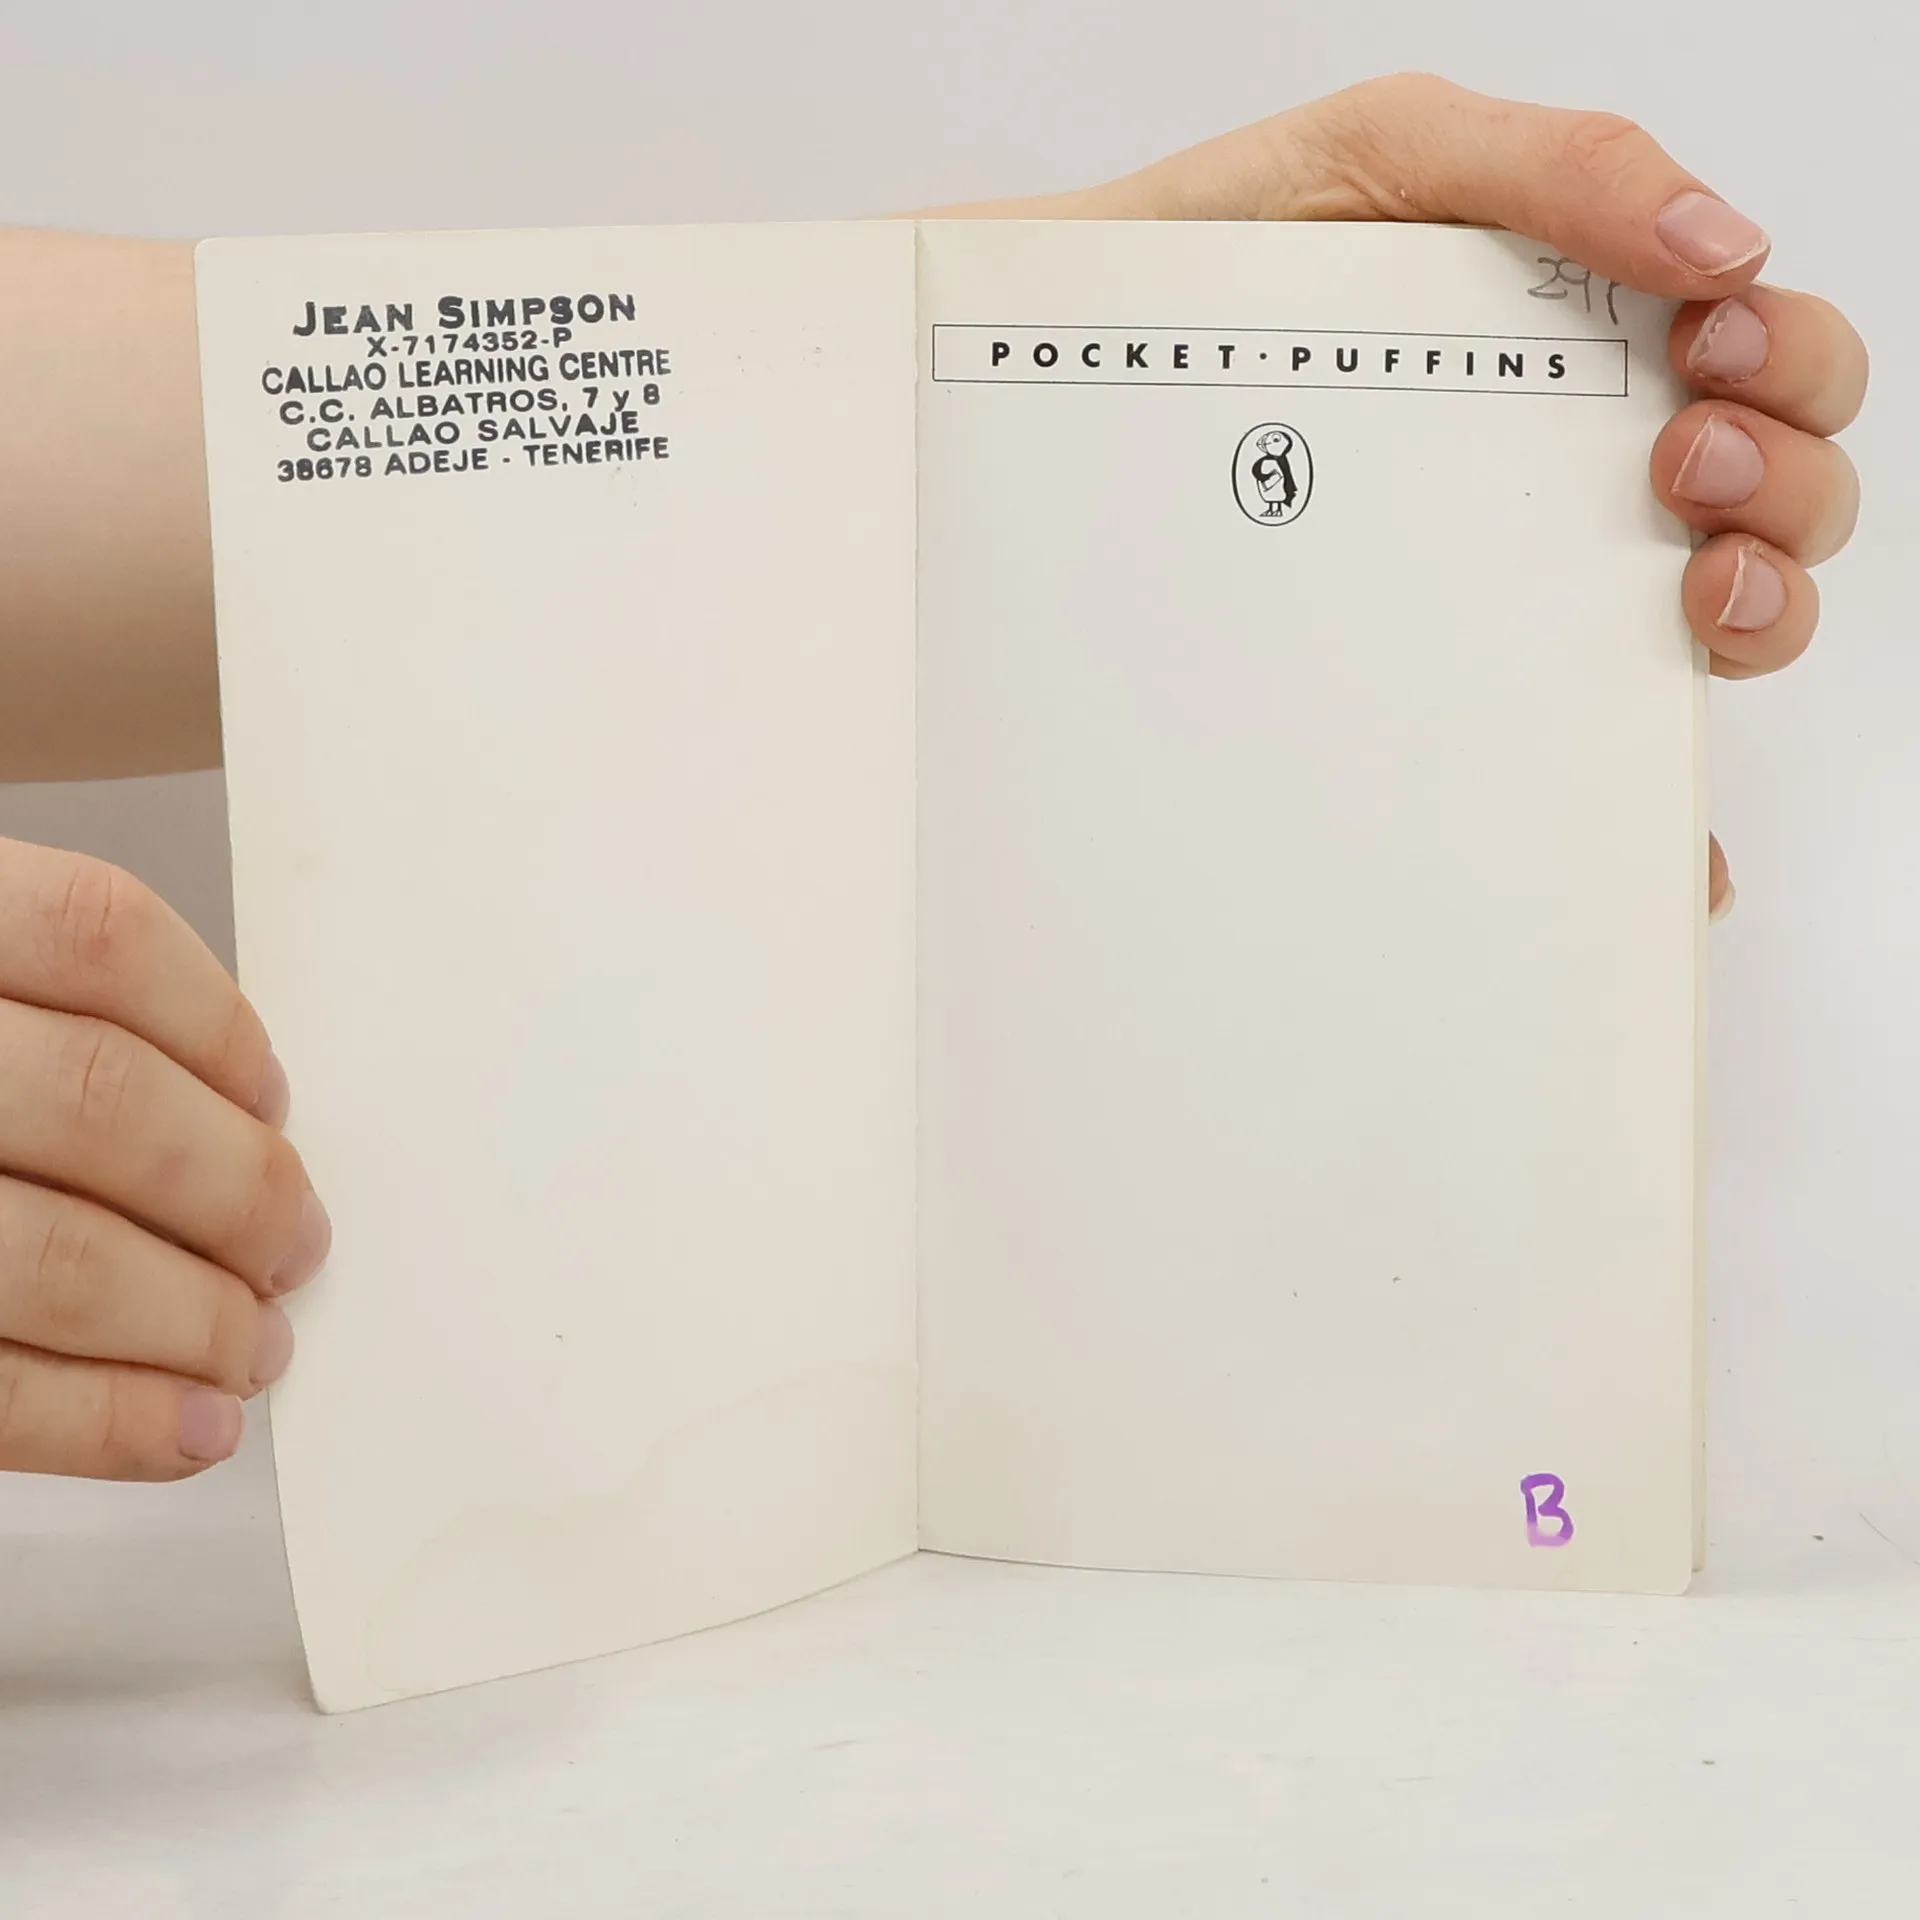 JEAN SIMPSON
X-7174352-P
CALLAO LEARNING CENTRE
C.C. ALBATROS, 7 y 8
CALLAO SALVAJE
38678 ADEJE - TENERIFE
POCKET · PUFFINS
B